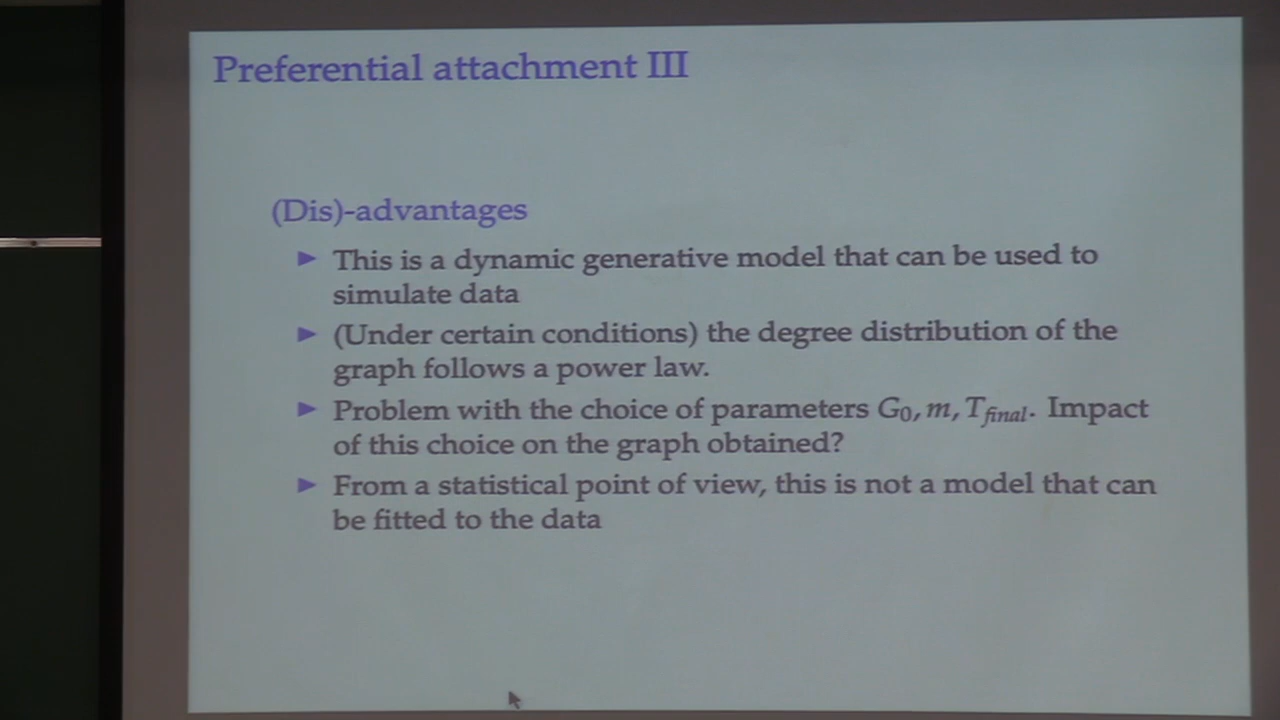 Preferential attachment III
(Dis)-advantages
► This is a dynamic generative model that can be used to
simulate data
► (Under certain conditions) the degree distribution of the
graph follows a power law.
► Problem with the choice of parameters G₀, m, T_final. Impact
of this choice on the graph obtained?
► From a statistical point of view, this is not a model that can
be fitted to the data